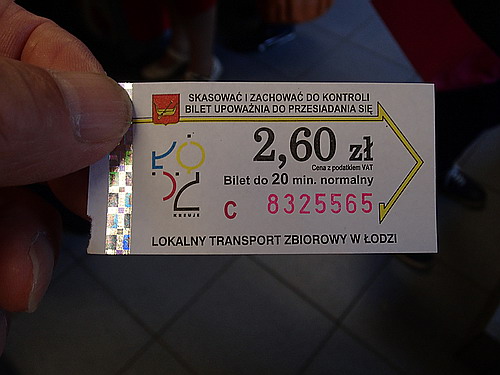 SKASOWAĆ I ZACHOWAĆ DO KONTROLI
BILET UPOWAŻNIA DO PRZESIADANIA SIĘ
2,60 zł
Cena z podatkiem VAT
Bilet do 20 min. normalny
KREUJE
C 8325565
LOKALNY TRANSPORT ZBIOROWY W ŁODZI